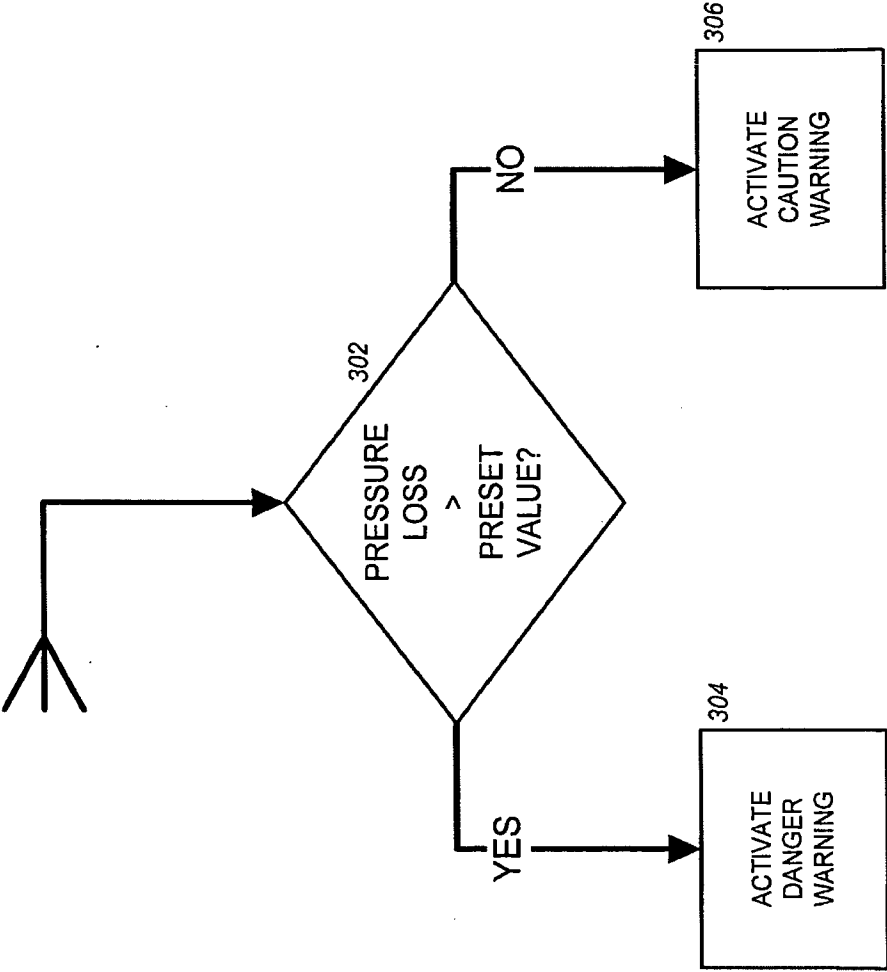 302
PRESSURE
LOSS
>
PRESET
VALUE?
YES
NO
304
ACTIVATE
DANGER
WARNING
306
ACTIVATE
CAUTION
WARNING